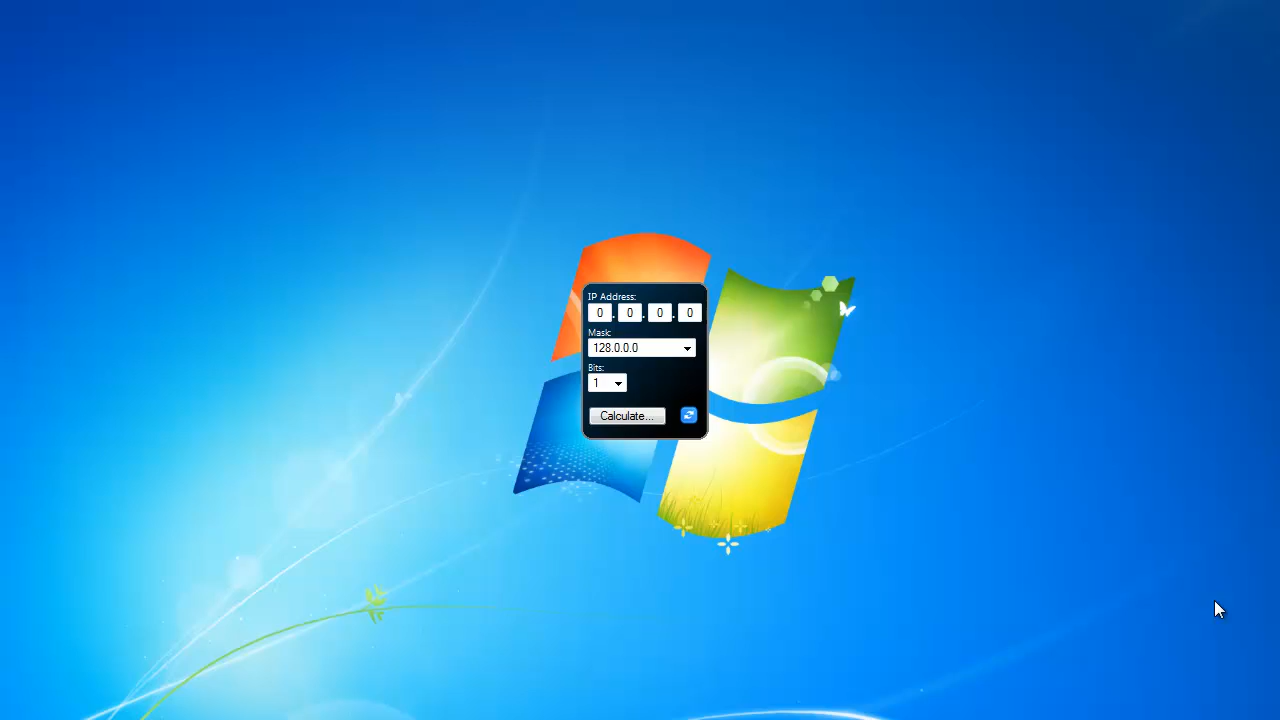 IP Address:
0 . 0 . 0 . 0
Mask:
128.0.0.0
Bits:
1
Calculate...